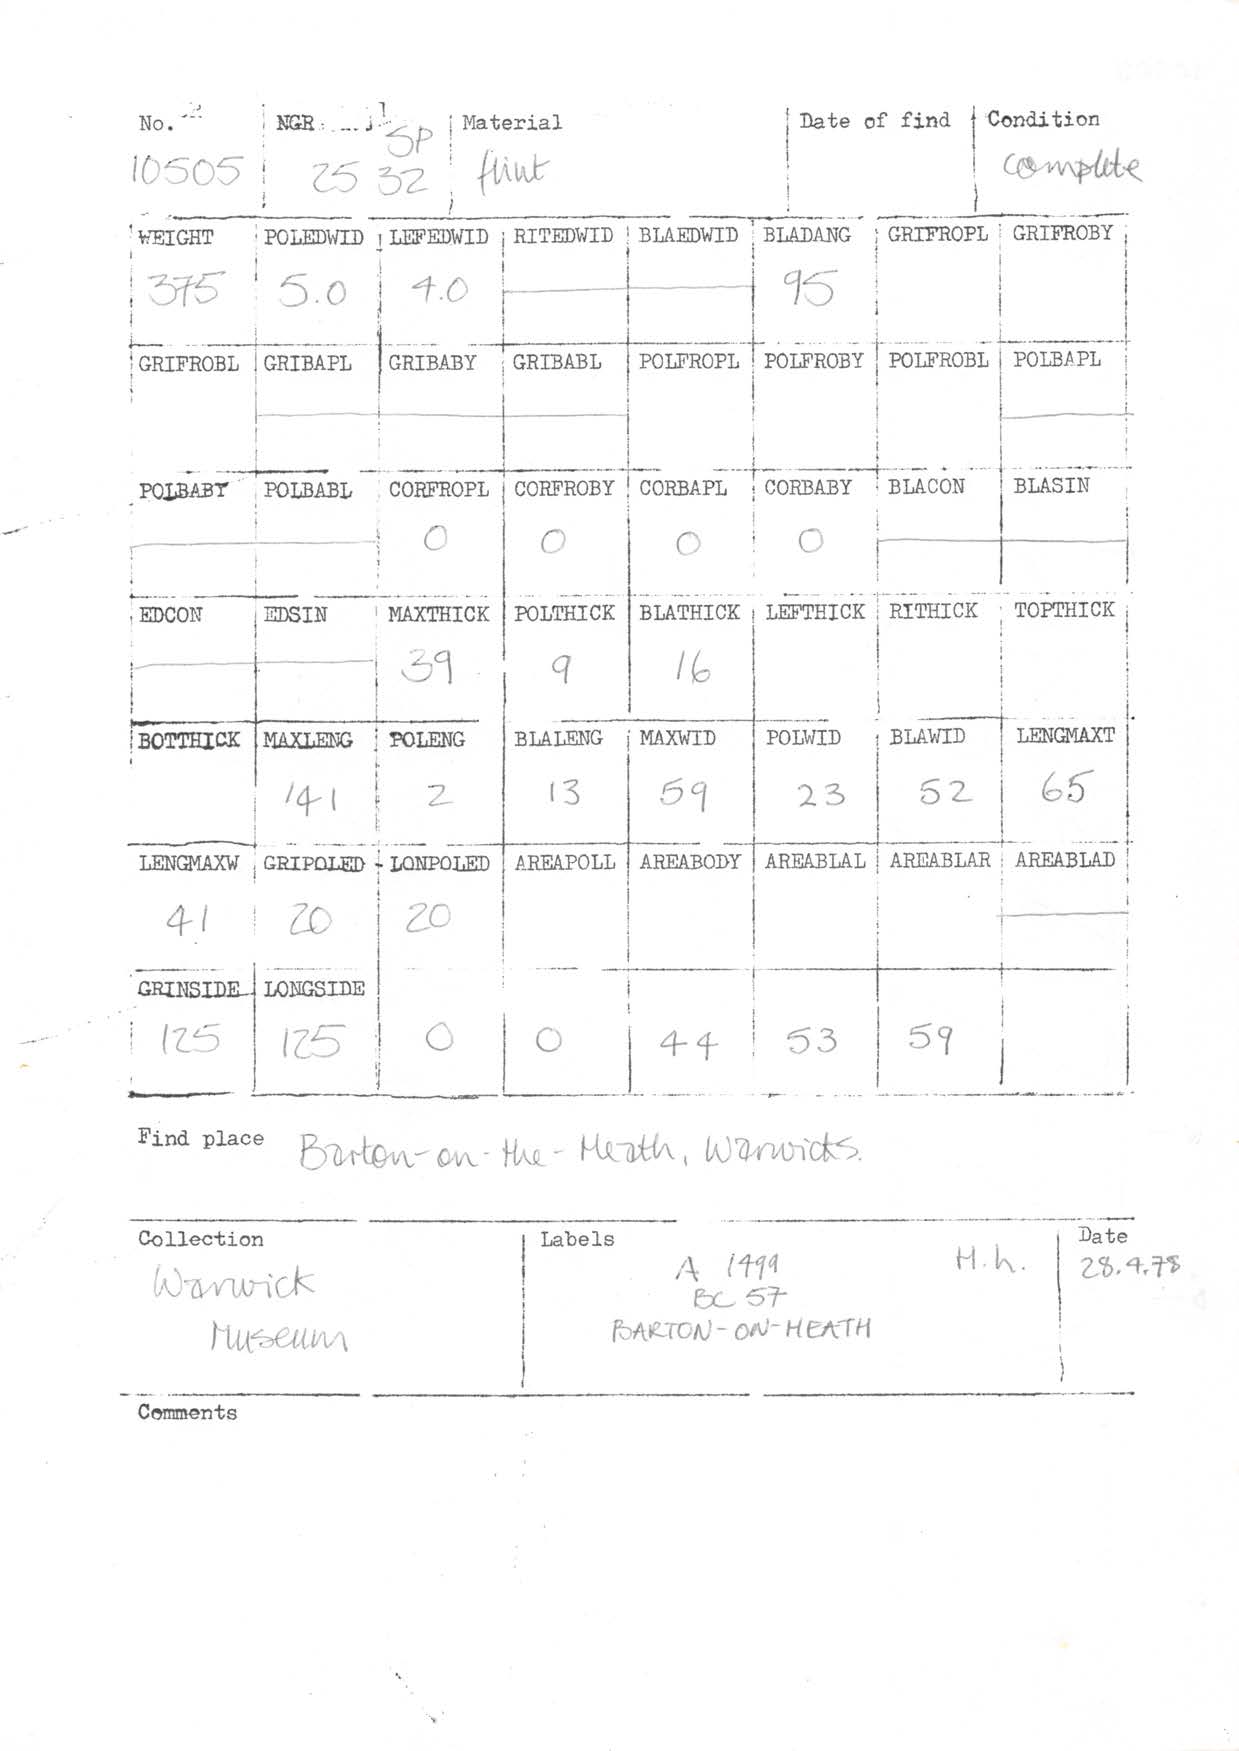 No. NGR Material Date of find Condition
SP
10505 25 32 flint complete
WEIGHT POLEDWID LEFEDWID RITEDWID BLAEDWID BLADANG GRIFROPL GRIFROBY
375 5.0 4.0 95
GRIFROBL GRIBAPL GRIBABY GRIBABL POLFROPL POLFROBY POLFROBL POLBAPL
POLBABY POLBABL CORFROPL CORFROBY CORBAPL CORBABY BLACON BLASIN
0 0 0 0
EDCON EDSIN MAXTHICK POLTHICK BLATHICK LEFTHICK RITHICK TOPTHICK
39 9 16
BOTTHICK MAXLENG POLENG BLALENG MAXWID POLWID BLAWID LENGMAXT
141 2 13 59 23 52 65
LENGMAXW GRIPOLED LONPOLED AREAPOLL AREABODY AREABLAL AREABLAR AREABLAD
41 20 20
GRINSIDE LONGSIDE
125 125 0 0 44 53 59
Find place Barton-on-the-Heath, Warwicks.
Collection Labels Date
Warwick A 1499 H.h. 28.4.78
BC 57
Museum BARTON-ON-HEATH
Comments